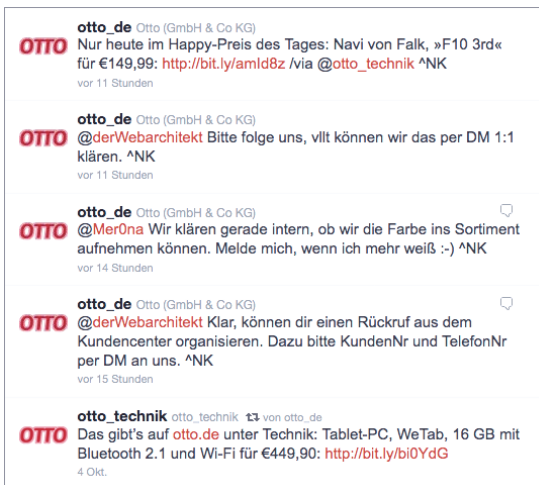 otto_de Otto (GmbH & Co KG)
OTTO
Nur heute im Happy-Preis des Tages: Navi von Falk, »F10 3rd«
für €149,99: http://bit.ly/amId8z /via @otto_technik ^NK
vor 11 Stunden
otto_de Otto (GmbH & Co KG)
OTTO
@derWebarchitekt Bitte folge uns, vllt können wir das per DM 1:1
klären. ^NK
vor 11 Stunden
otto_de Otto (GmbH & Co KG)
OTTO
@Mer0na Wir klären gerade intern, ob wir die Farbe ins Sortiment
aufnehmen können. Melde mich, wenn ich mehr weiß :-) ^NK
vor 14 Stunden
otto_de Otto (GmbH & Co KG)
OTTO
@derWebarchitekt Klar, können dir einen Rückruf aus dem
Kundencenter organisieren. Dazu bitte KundenNr und TelefonNr
per DM an uns. ^NK
vor 15 Stunden
otto_technik otto_technik von otto_de
OTTO
Das gibt's auf otto.de unter Technik: Tablet-PC, WeTab, 16 GB mit
Bluetooth 2.1 und Wi-Fi für €449,90: http://bit.ly/bi0YdG
4 Okt.